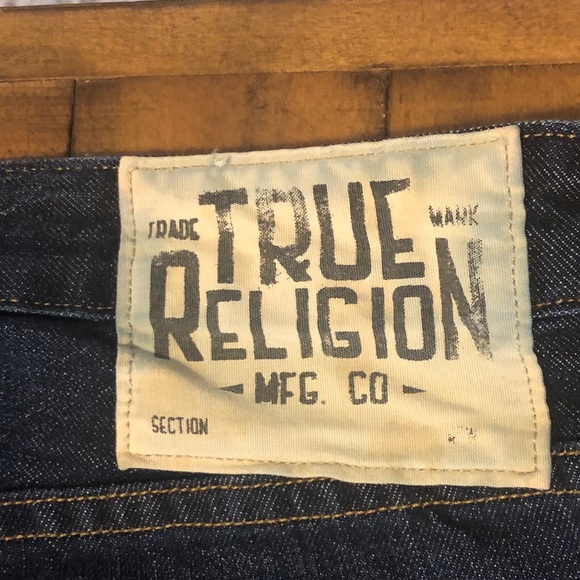 TRADE TRUE MARK
RELIGION
MFG. CO
SECTION